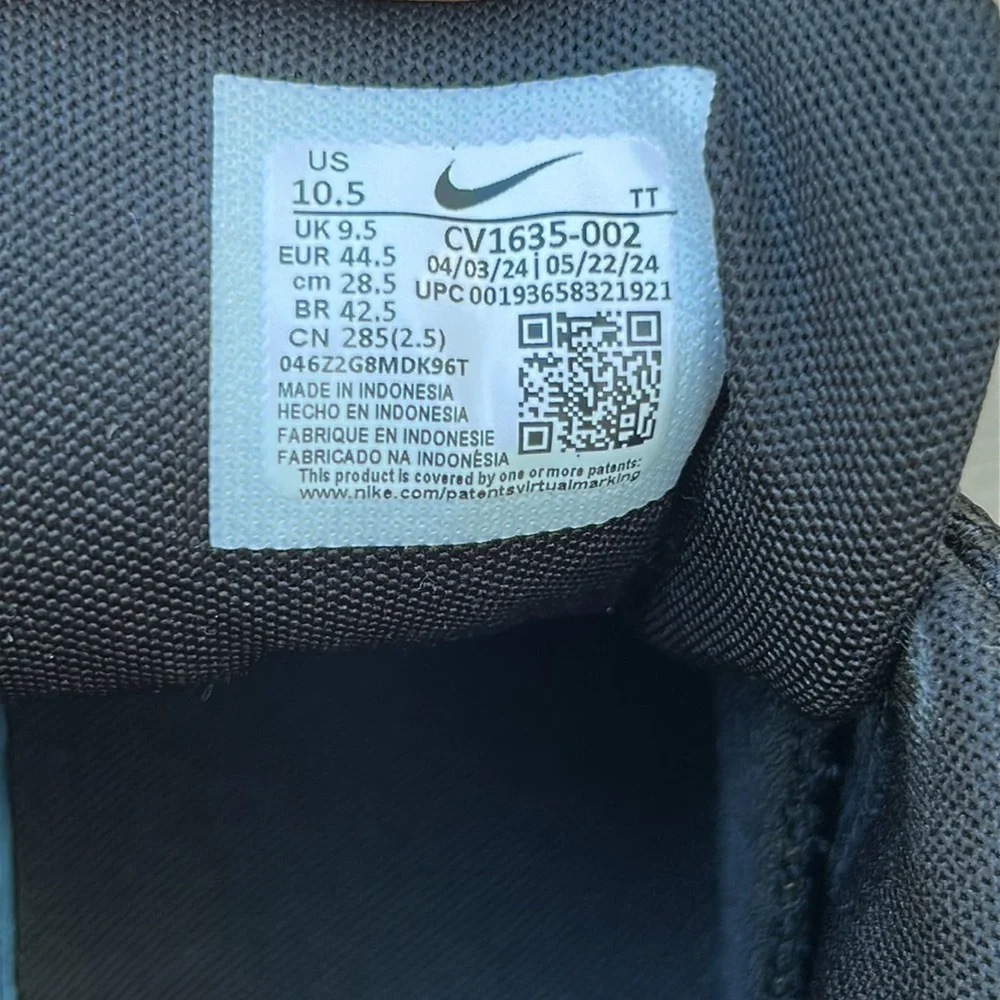 US
10.5
TT
UK 9.5
EUR 44.5
cm 28.5
BR 42.5
CN 285(2.5)
CV1635-002
04/03/24|05/22/24
UPC 00193658321921
046Z2G8MDK96T
MADE IN INDONESIA
HECHO EN INDONESIA
FABRIQUE EN INDONESIE
FABRICADO NA INDONÉSIA
This product is covered by one or more patents:
www.nike.com/patentsvirtualmarking